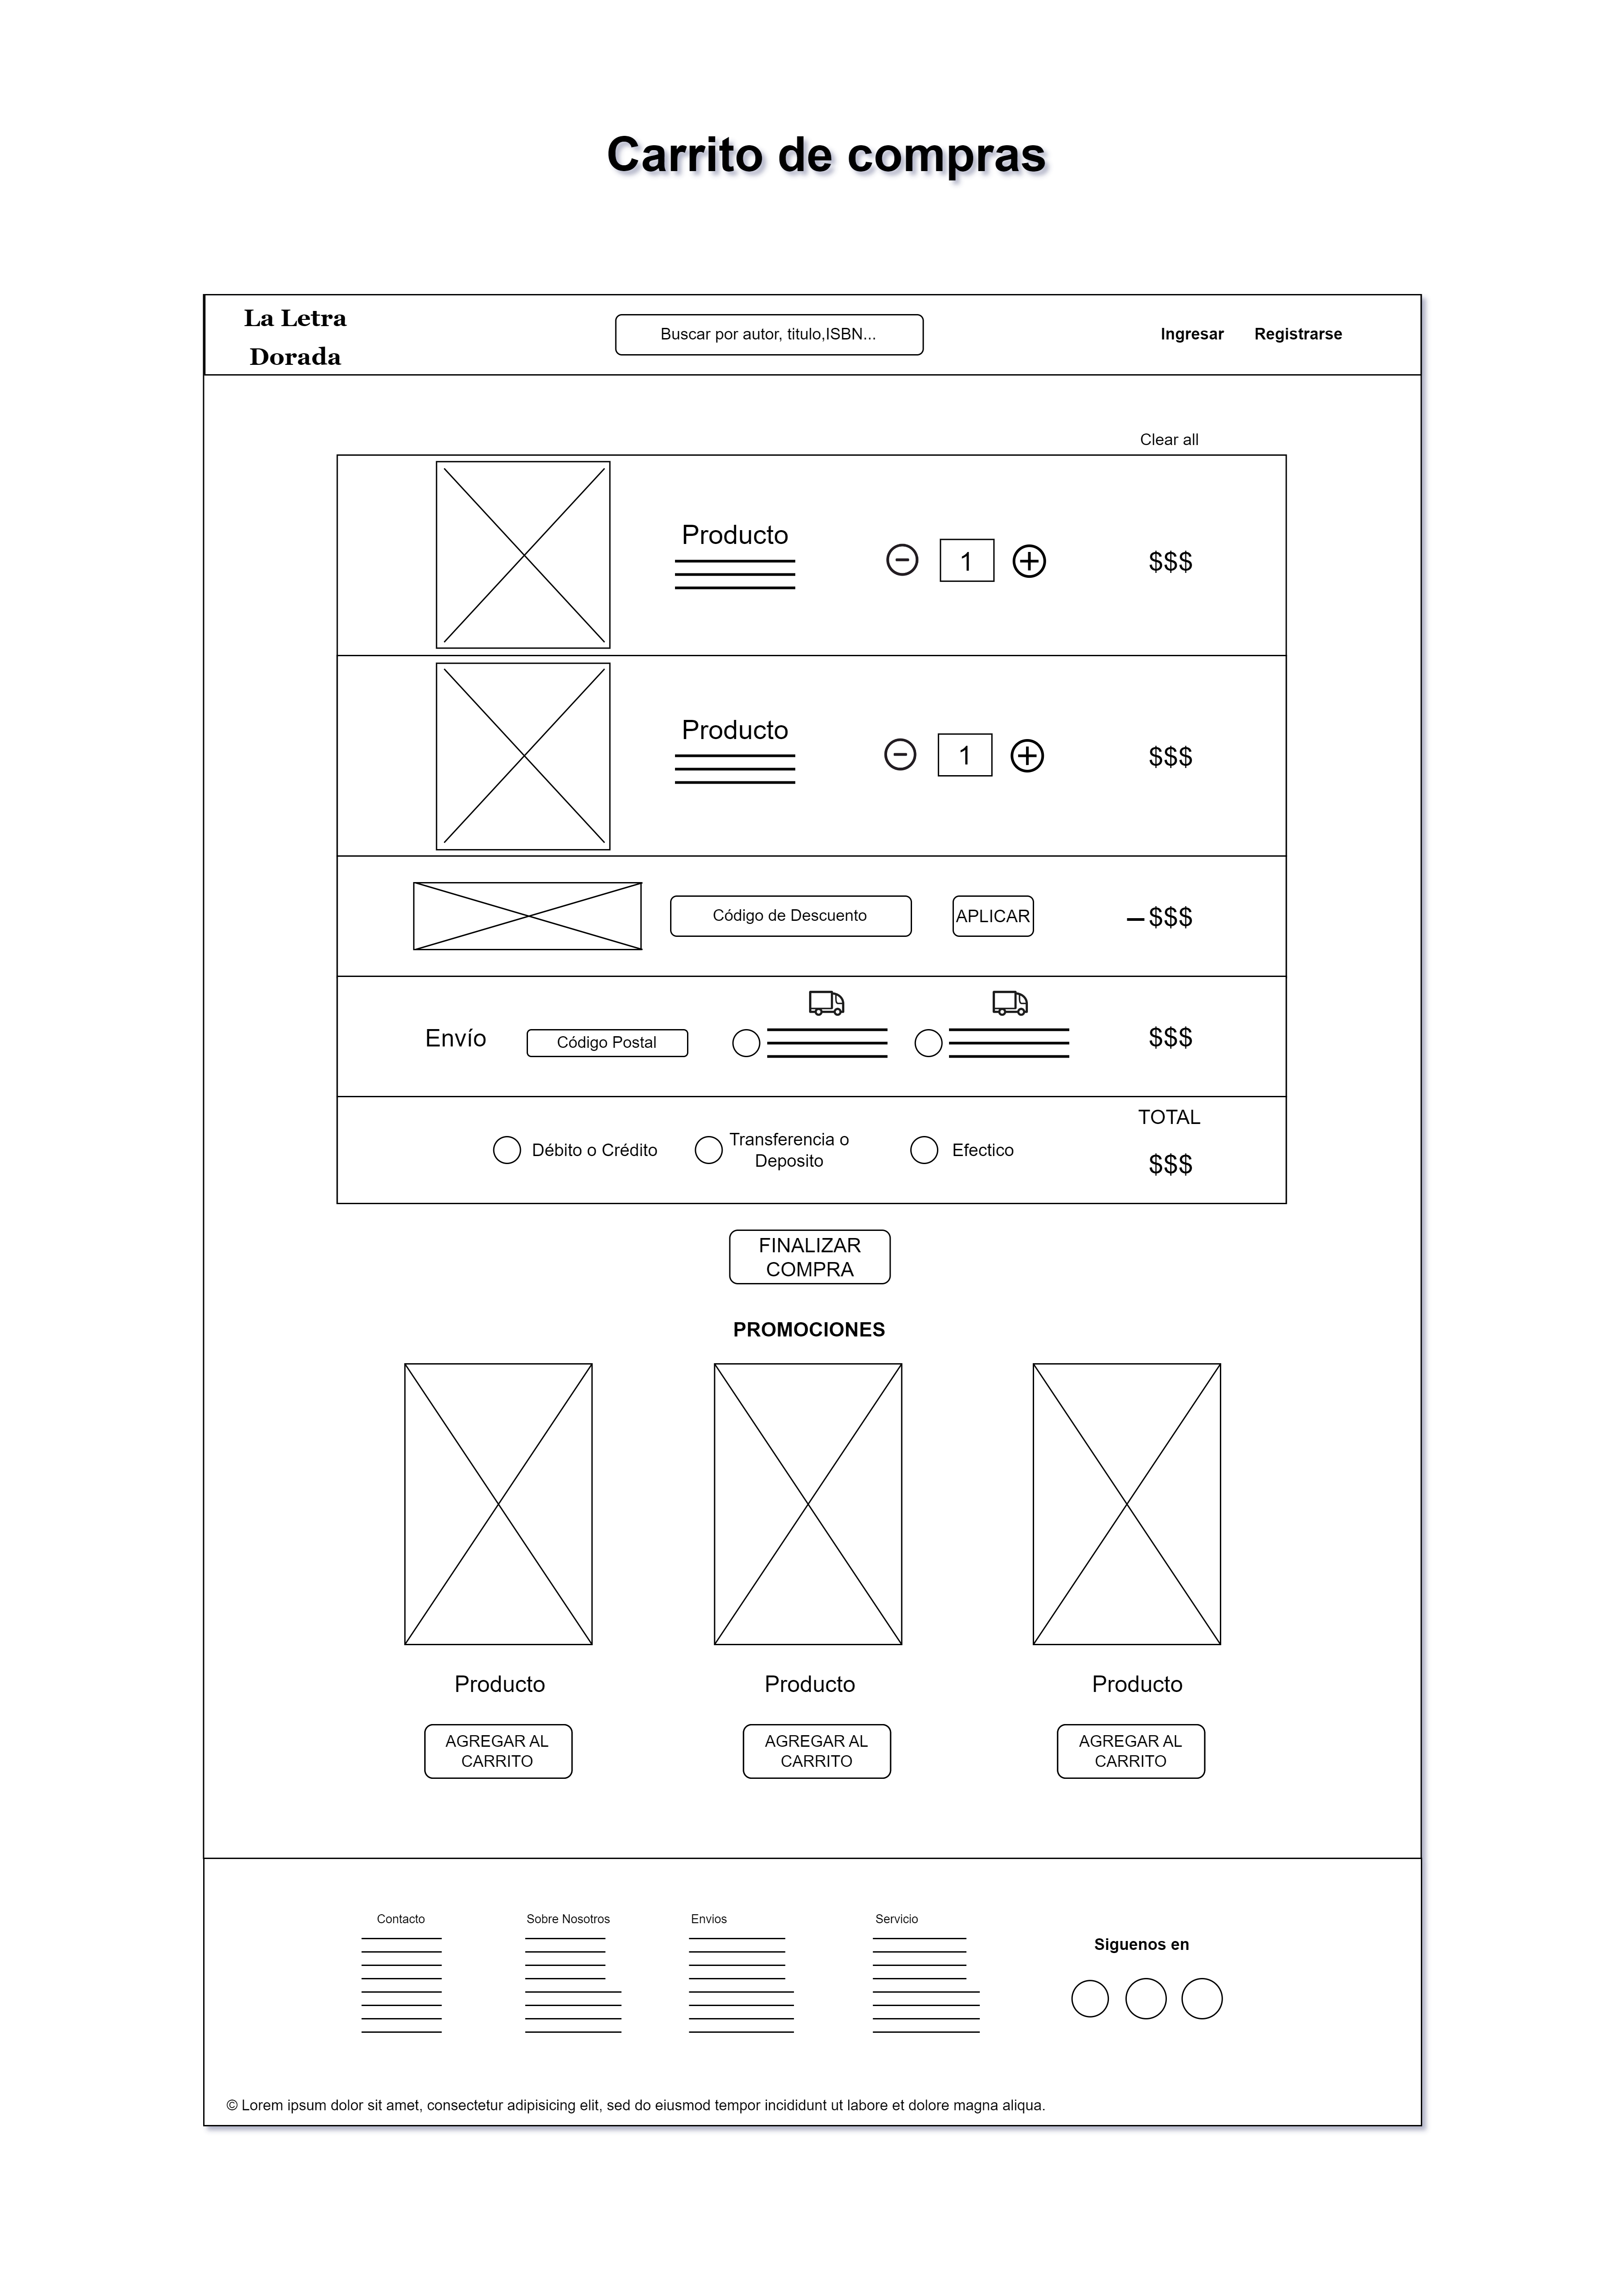 Carrito de compras
La Letra
Dorada
Buscar por autor, titulo,ISBN...
Ingresar
Registrarse
Clear all
Producto
1
$$$
Producto
1
$$$
Código de Descuento
APLICAR
–$$$
Envío
Código Postal
$$$
Débito o Crédito
Transferencia o
Deposito
Efectico
TOTAL
$$$
FINALIZAR
COMPRA
PROMOCIONES
Producto
Producto
Producto
AGREGAR AL
CARRITO
AGREGAR AL
CARRITO
AGREGAR AL
CARRITO
Contacto
Sobre Nosotros
Envios
Servicio
Siguenos en
© Lorem ipsum dolor sit amet, consectetur adipisicing elit, sed do eiusmod tempor incididunt ut labore et dolore magna aliqua.